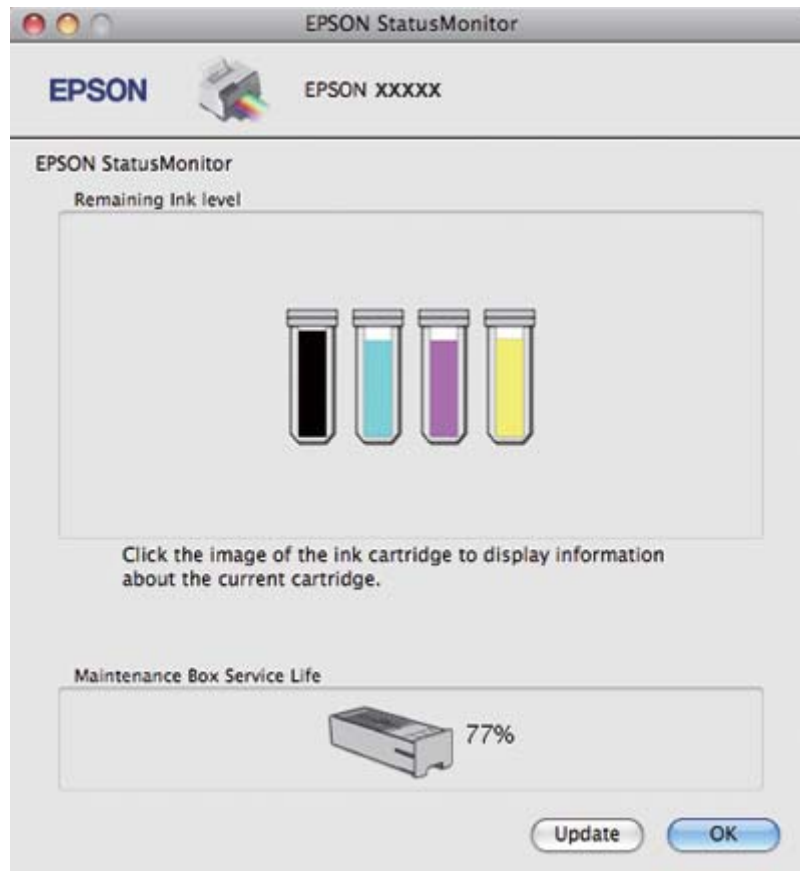 EPSON StatusMonitor
EPSON
EPSON XXXXX
EPSON StatusMonitor
Remaining Ink level
Click the image of the ink cartridge to display information
about the current cartridge.
Maintenance Box Service Life
77%
Update
OK